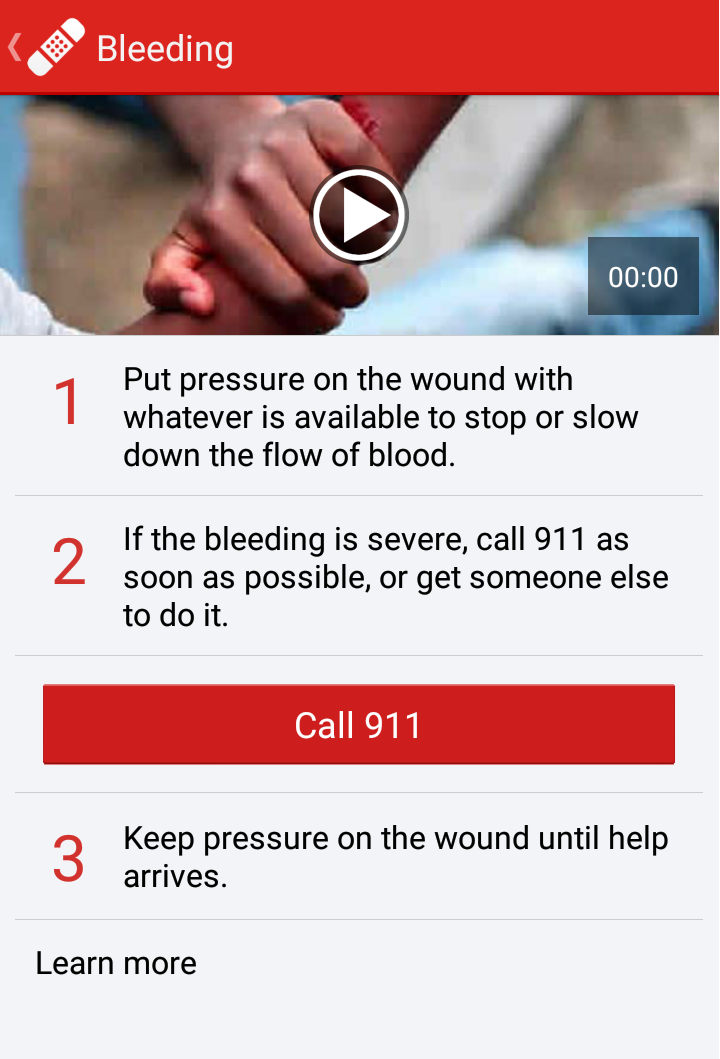 Bleeding
00:00
1
Put pressure on the wound with
whatever is available to stop or slow
down the flow of blood.
2
If the bleeding is severe, call 911 as
soon as possible, or get someone else
to do it.
Call 911
3
Keep pressure on the wound until help
arrives.
Learn more